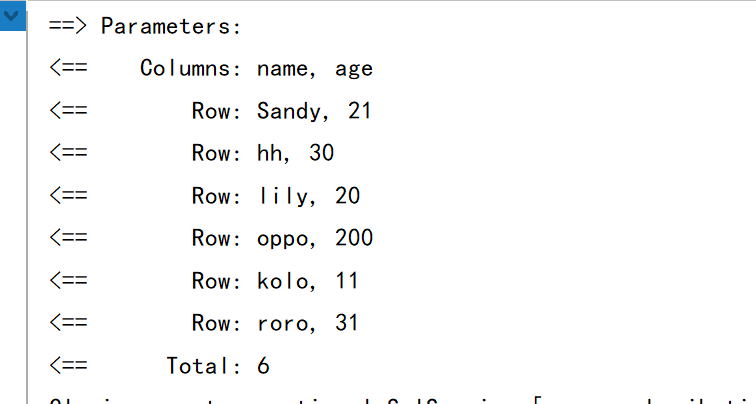 ==> Parameters:
<== Columns: name, age
<== Row: Sandy, 21
<== Row: hh, 30
<== Row: lily, 20
<== Row: oppo, 200
<== Row: kolo, 11
<== Row: roro, 31
<== Total: 6